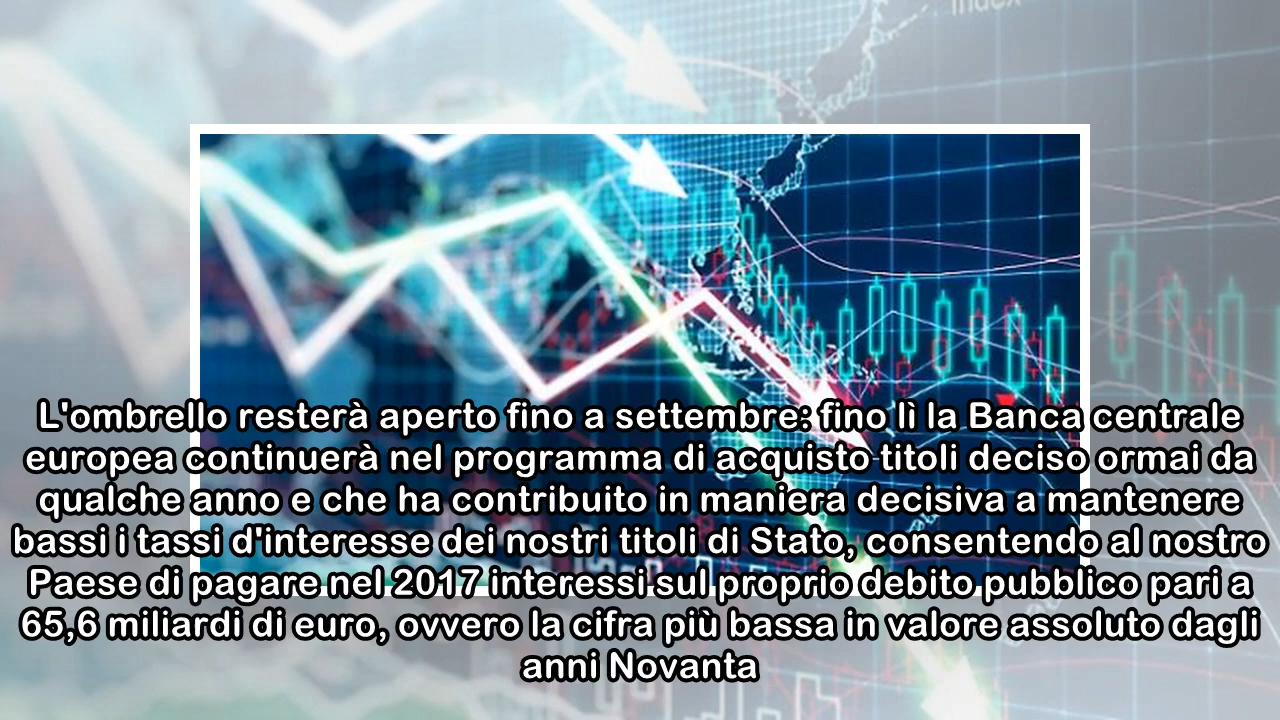 Index
L'ombrello resterà aperto fino a settembre: fino lì la Banca centrale
europea continuerà nel programma di acquisto titoli deciso ormai da
qualche anno e che ha contribuito in maniera decisiva a mantenere
bassi i tassi d'interesse dei nostri titoli di Stato, consentendo al nostro
Paese di pagare nel 2017 interessi sul proprio debito pubblico pari a
65,6 miliardi di euro, ovvero la cifra più bassa in valore assoluto dagli
anni Novanta